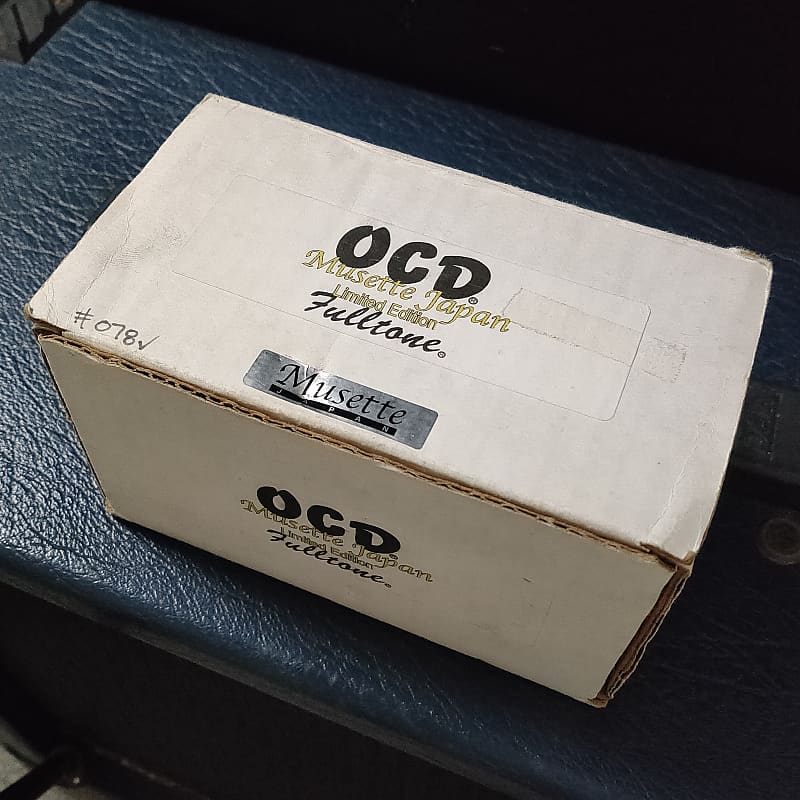 OCD®
Musette Japan
Limited Edition
Fulltone®
#078✓
Musette
JAPAN
OCD®
Musette Japan
Limited Edition
Fulltone®